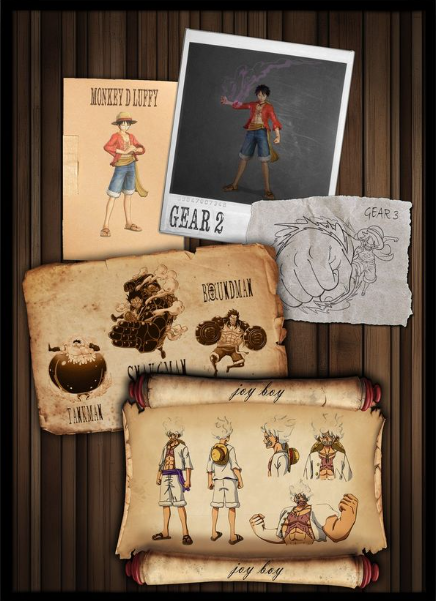 MONKEY D LUFFY
GEAR 2
GEAR 3
BOUNDMAN
SNAKEMAN
TANKMAN
joy boy
joy boy